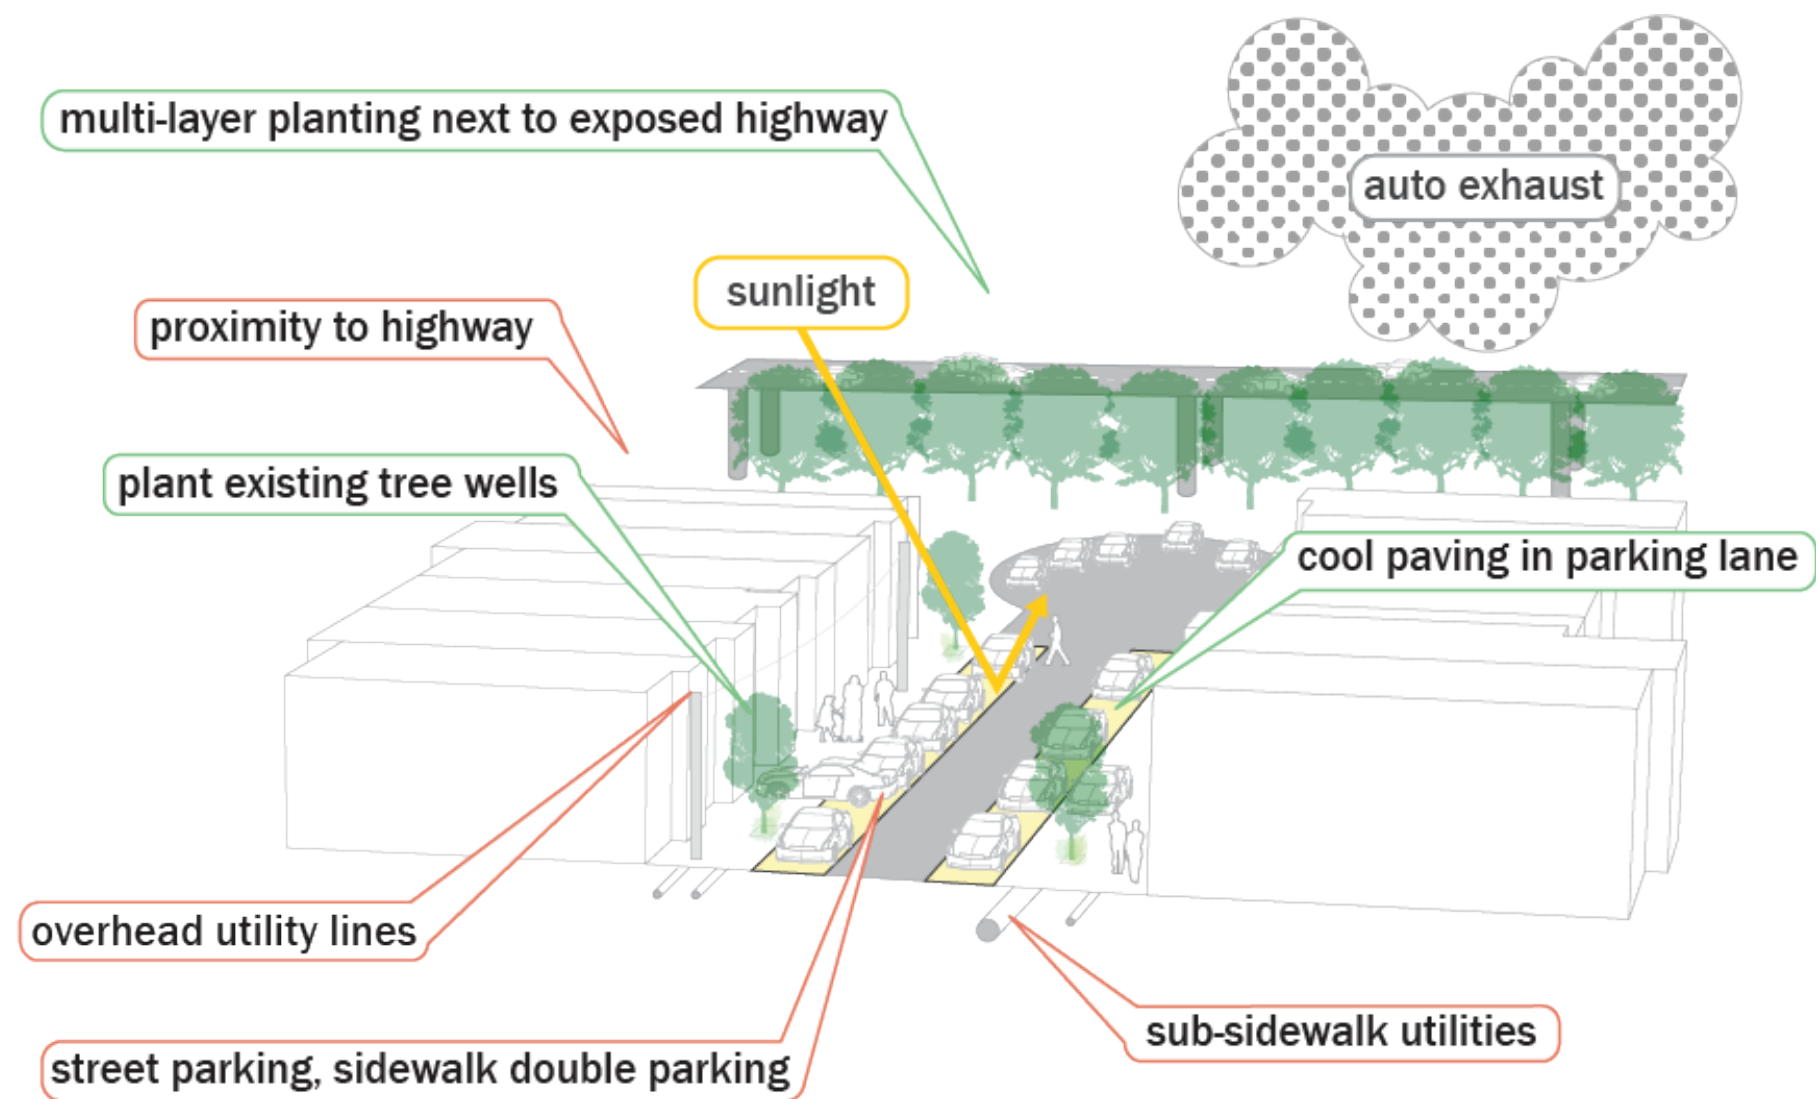 multi-layer planting next to exposed highway
auto exhaust
sunlight
proximity to highway
plant existing tree wells
cool paving in parking lane
overhead utility lines
sub-sidewalk utilities
street parking, sidewalk double parking